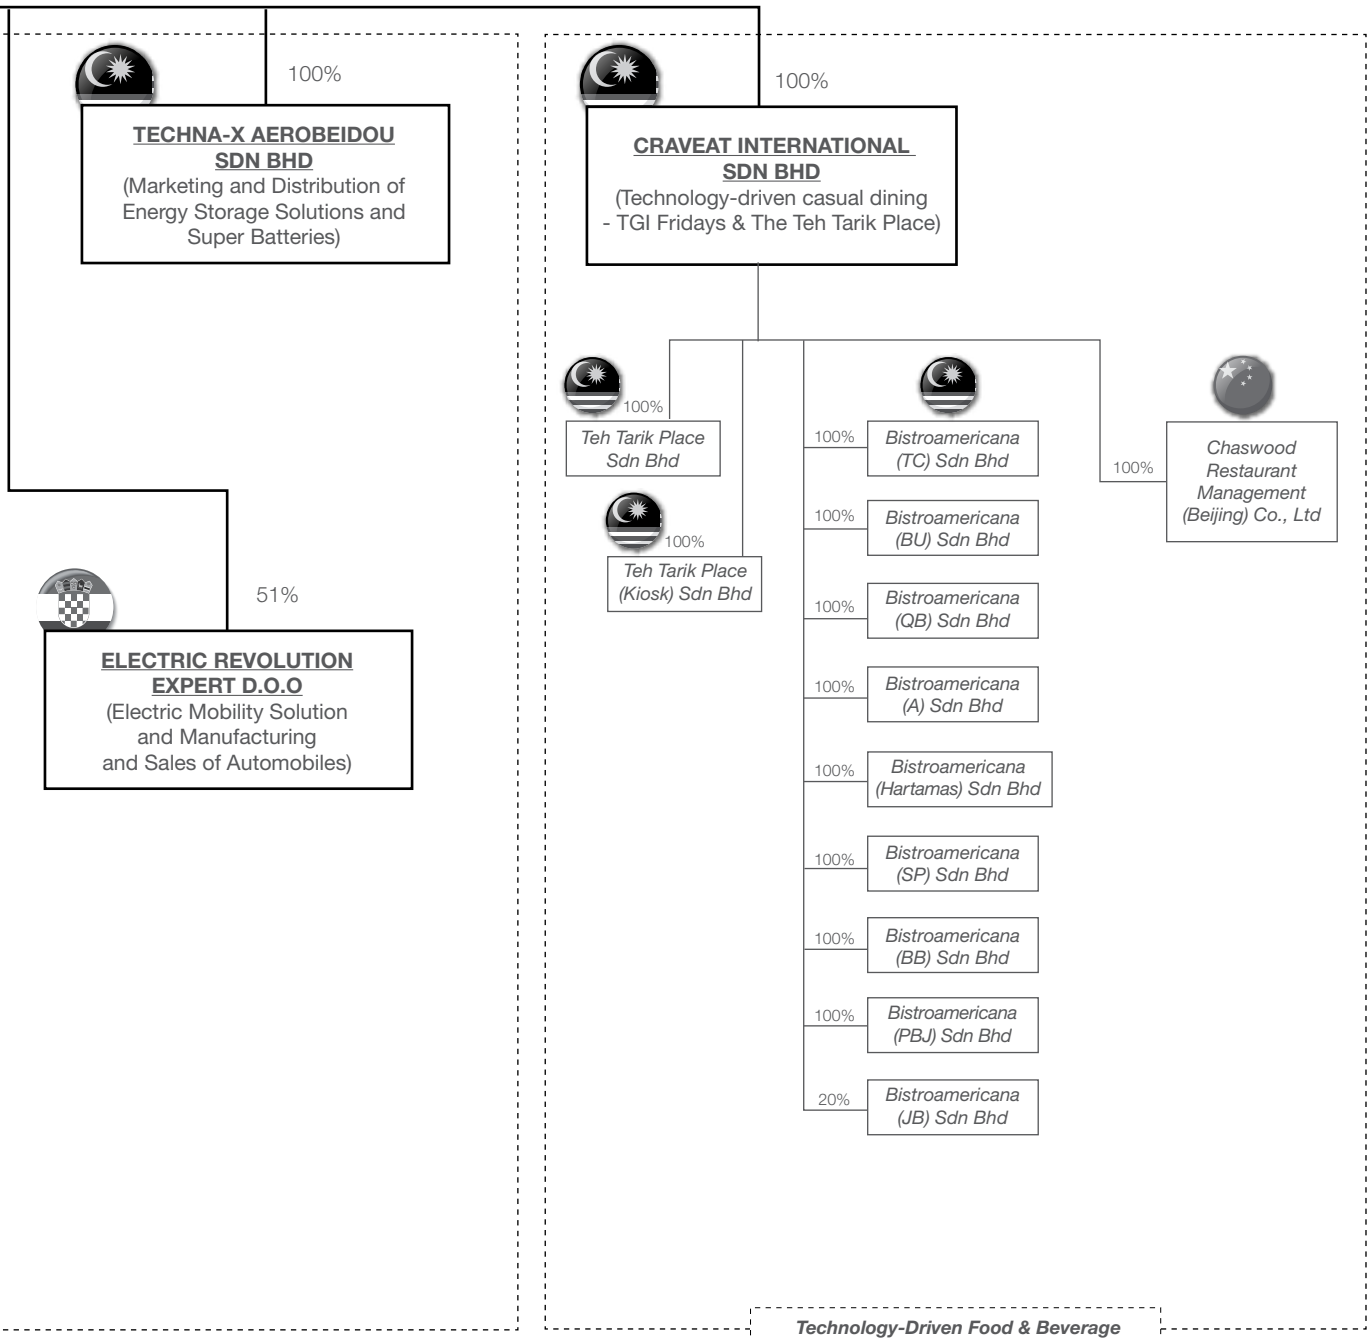 100%
TECHNA-X AEROBEIDOU
SDN BHD
(Marketing and Distribution of
Energy Storage Solutions and
Super Batteries)
51%
ELECTRIC REVOLUTION
EXPERT D.O.O
(Electric Mobility Solution
and Manufacturing
and Sales of Automobiles)
100%
CRAVEAT INTERNATIONAL
SDN BHD
(Technology-driven casual dining
- TGI Fridays & The Teh Tarik Place)
100%
Teh Tarik Place
Sdn Bhd
100%
Teh Tarik Place
(Kiosk) Sdn Bhd
100%
Bistroamericana
(TC) Sdn Bhd
100%
Bistroamericana
(BU) Sdn Bhd
100%
Bistroamericana
(QB) Sdn Bhd
100%
Bistroamericana
(A) Sdn Bhd
100%
Bistroamericana
(Hartamas) Sdn Bhd
100%
Bistroamericana
(SP) Sdn Bhd
100%
Bistroamericana
(BB) Sdn Bhd
100%
Bistroamericana
(PBJ) Sdn Bhd
20%
Bistroamericana
(JB) Sdn Bhd
100%
Chaswood
Restaurant
Management
(Beijing) Co., Ltd
Technology-Driven Food & Beverage